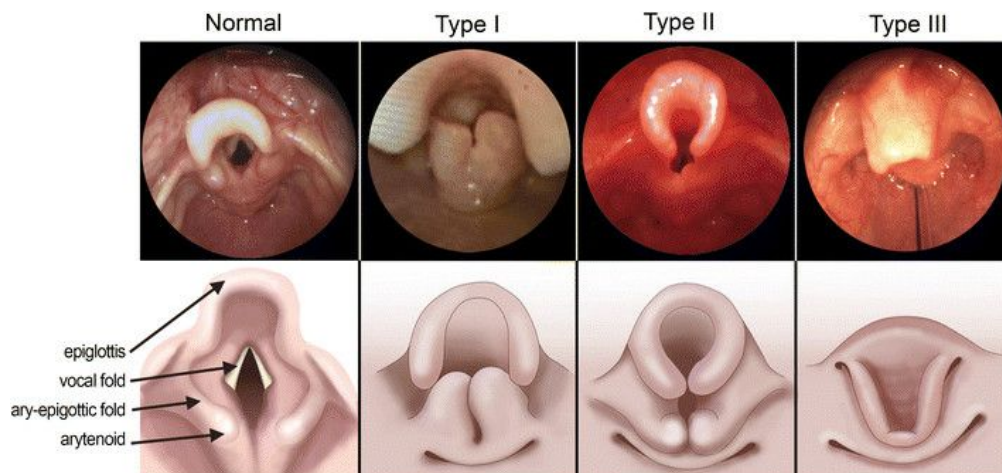 Normal
Type I
Type II
Type III
epiglottis
vocal fold
ary-epigottic fold
arytenoid